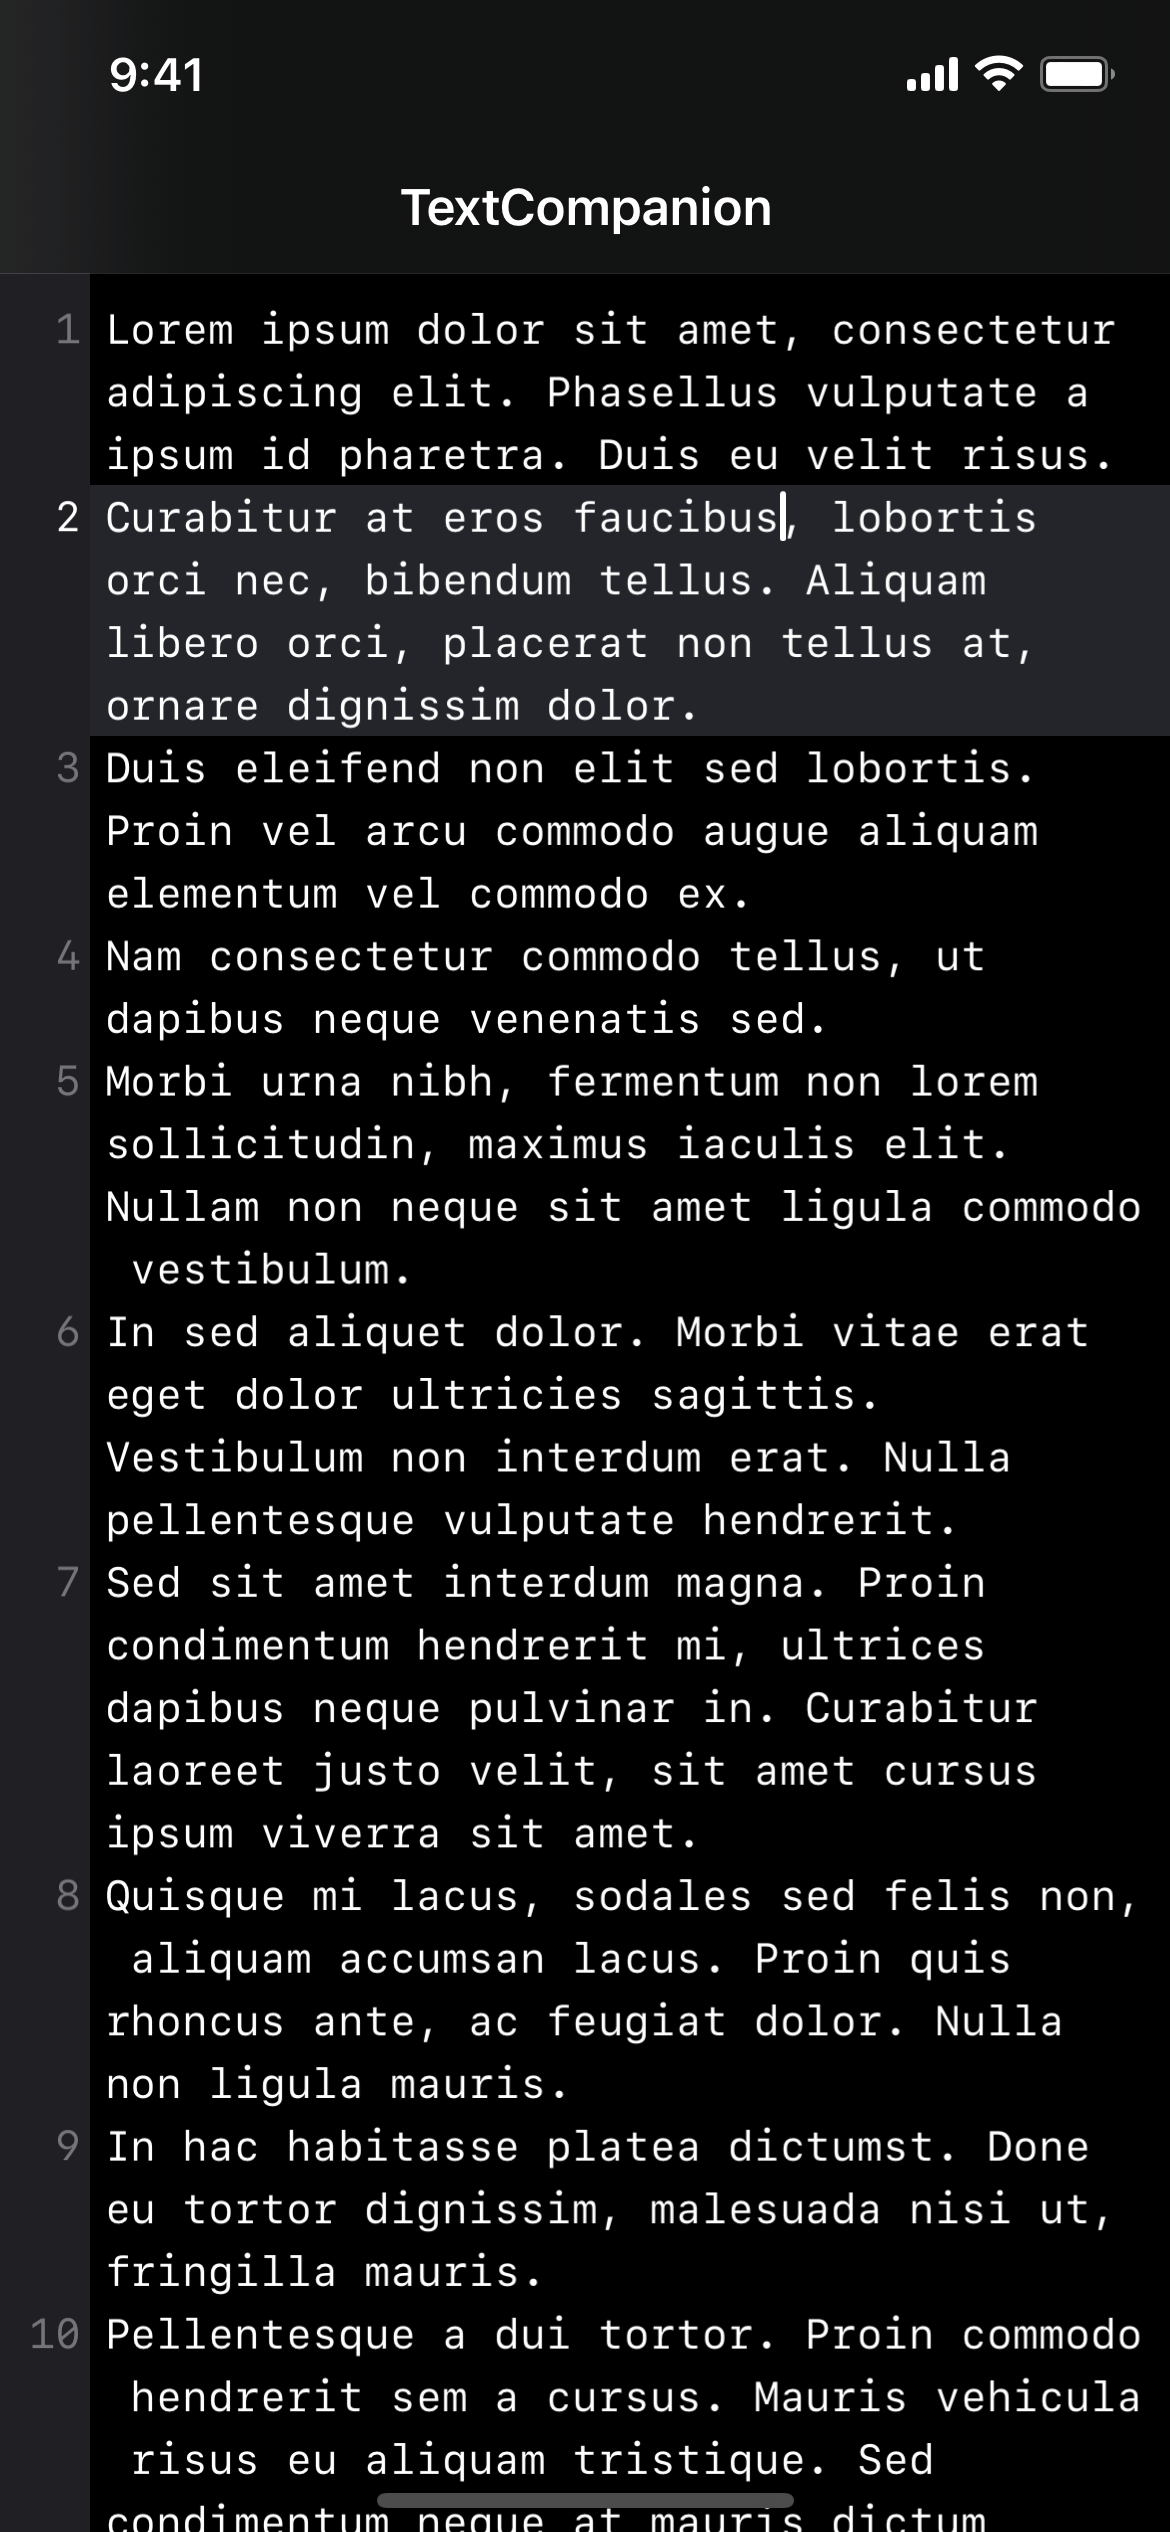 9:41
TextCompanion
1 Lorem ipsum dolor sit amet, consectetur
adipiscing elit. Phasellus vulputate a
ipsum id pharetra. Duis eu velit risus.
2 Curabitur at eros faucibus, lobortis
orci nec, bibendum tellus. Aliquam
libero orci, placerat non tellus at,
ornare dignissim dolor.
3 Duis eleifend non elit sed lobortis.
Proin vel arcu commodo augue aliquam
elementum vel commodo ex.
4 Nam consectetur commodo tellus, ut
dapibus neque venenatis sed.
5 Morbi urna nibh, fermentum non lorem
sollicitudin, maximus iaculis elit.
Nullam non neque sit amet ligula commodo
vestibulum.
6 In sed aliquet dolor. Morbi vitae erat
eget dolor ultricies sagittis.
Vestibulum non interdum erat. Nulla
pellentesque vulputate hendrerit.
7 Sed sit amet interdum magna. Proin
condimentum hendrerit mi, ultrices
dapibus neque pulvinar in. Curabitur
laoreet justo velit, sit amet cursus
ipsum viverra sit amet.
8 Quisque mi lacus, sodales sed felis non,
aliquam accumsan lacus. Proin quis
rhoncus ante, ac feugiat dolor. Nulla
non ligula mauris.
9 In hac habitasse platea dictumst. Done
eu tortor dignissim, malesuada nisi ut,
fringilla mauris.
10 Pellentesque a dui tortor. Proin commodo
hendrerit sem a cursus. Mauris vehicula
risus eu aliquam tristique. Sed
condimentum neque at mauris dictum